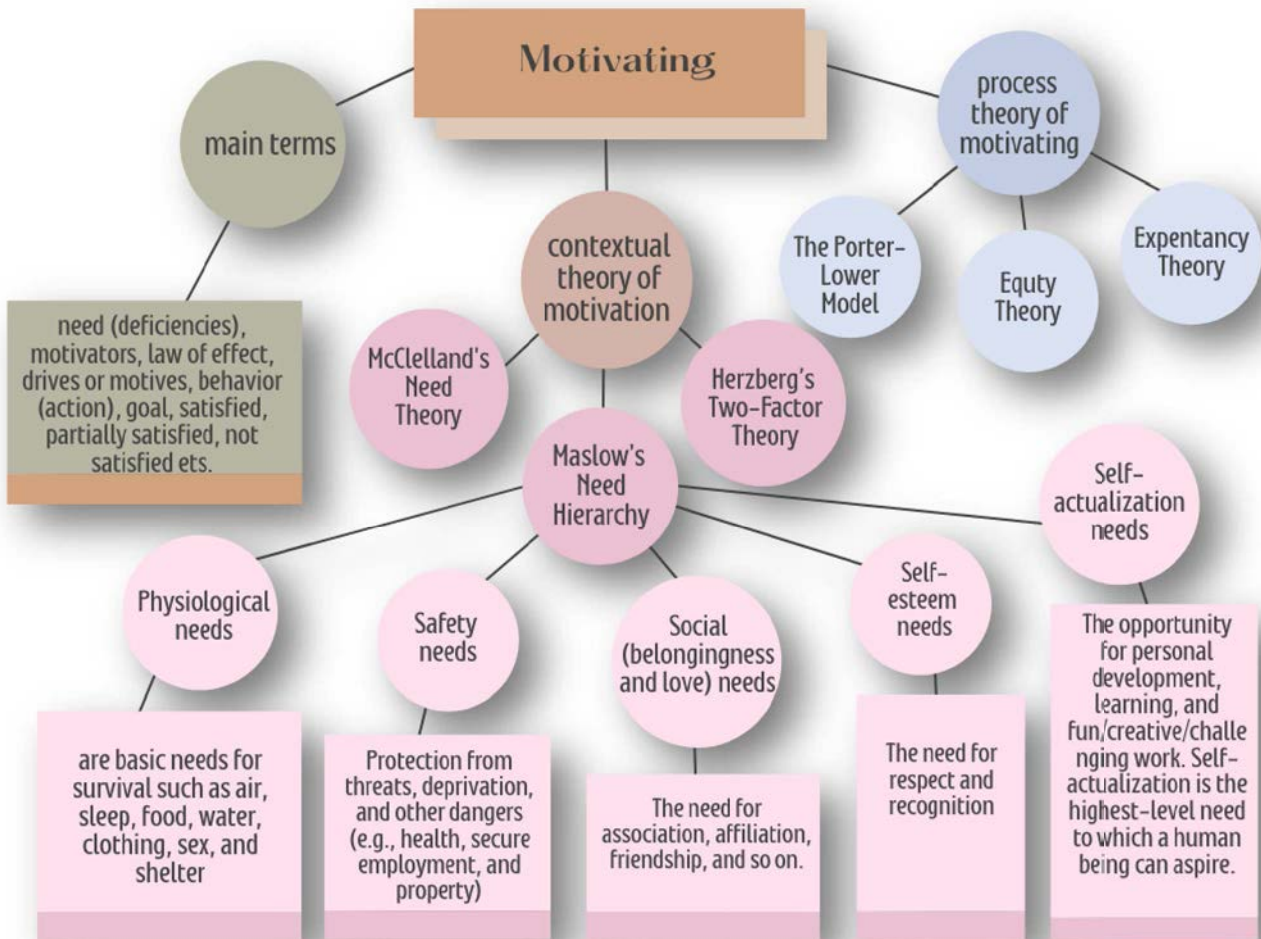 Motivating
main terms
need (deficiencies),
motivators, law of effect,
drives or motives, behavior
(action), goal, satisfied,
partially satisfied, not
satisfied ets.
contextual
theory of
motivation
McClelland's
Need
Theory
Maslow's
Need
Hierarchy
Herzberg's
Two-Factor
Theory
process
theory of
motivating
The Porter-
Lower
Model
Equty
Theory
Expentancy
Theory
Physiological
needs
are basic needs for
survival such as air,
sleep, food, water,
clothing, sex, and
shelter
Safety
needs
Protection from
threats, deprivation,
and other dangers
(e.g., health, secure
employment, and
property)
Social
(belongingness
and love) needs
The need for
association, affiliation,
friendship, and so on.
Self-
esteem
needs
The need for
respect and
recognition
Self-
actualization
needs
The opportunity
for personal
development,
learning, and
fun/creative/challe
nging work. Self-
actualization is the
highest-level need
to which a human
being can aspire.